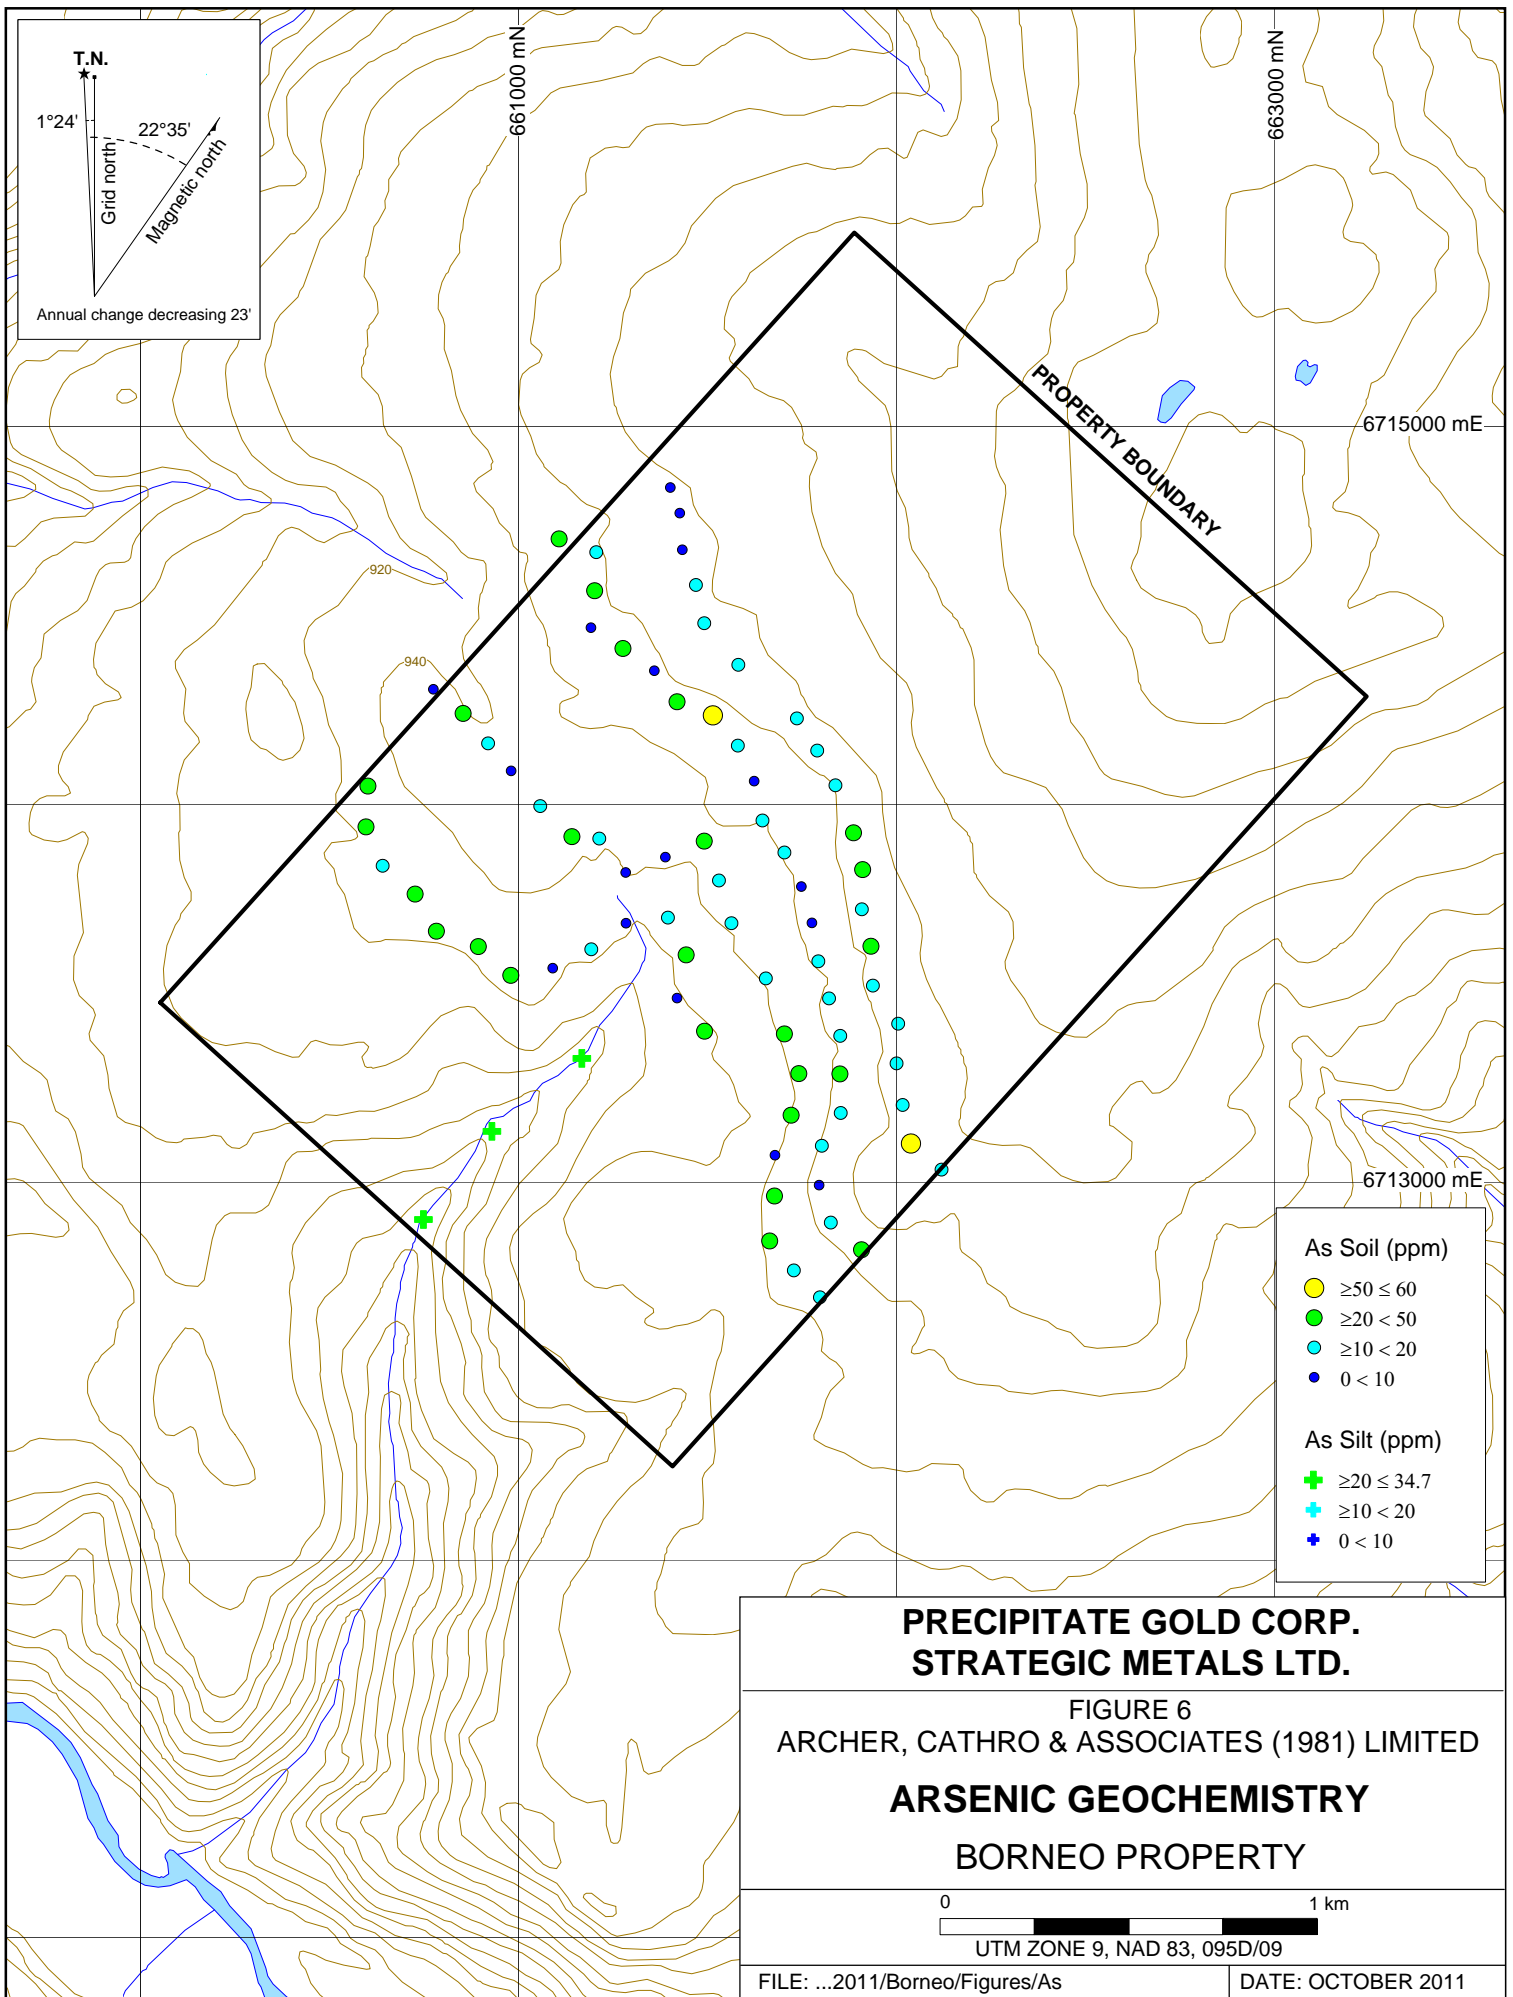 T.N.
1°24'
22°35'
Grid north
Magnetic north
Annual change decreasing 23'
661000 mN
663000 mN
PROPERTY BOUNDARY
6715000 mE
920
940
6713000 mE
As Soil (ppm)
≥50 ≤ 60
≥20 < 50
≥10 < 20
0 < 10
As Silt (ppm)
≥20 ≤ 34.7
≥10 < 20
0 < 10
PRECIPITATE GOLD CORP.
STRATEGIC METALS LTD.
FIGURE 6
ARCHER, CATHRO & ASSOCIATES (1981) LIMITED
ARSENIC GEOCHEMISTRY
BORNEO PROPERTY
0 1 km
UTM ZONE 9, NAD 83, 095D/09
FILE: ...2011/Borneo/Figures/As
DATE: OCTOBER 2011